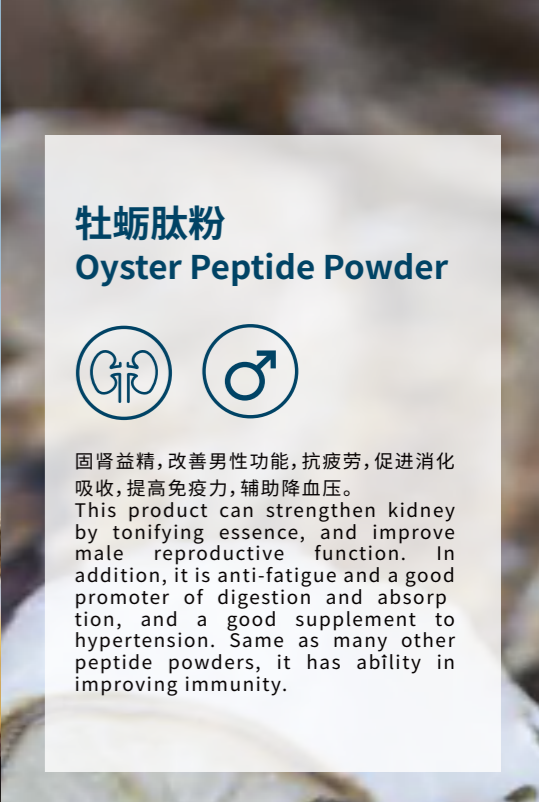 牡蛎肽粉
Oyster Peptide Powder
固肾益精，改善男性功能，抗疲劳，促进消化
吸收，提高免疫力，辅助降血压。
This product can strengthen kidney
by tonifying essence, and improve
male reproductive function. In
addition, it is anti-fatigue and a good
promoter of digestion and absorp
tion, and a good supplement to
hypertension. Same as many other
peptide powders, it has abîlity in
improving immunity.